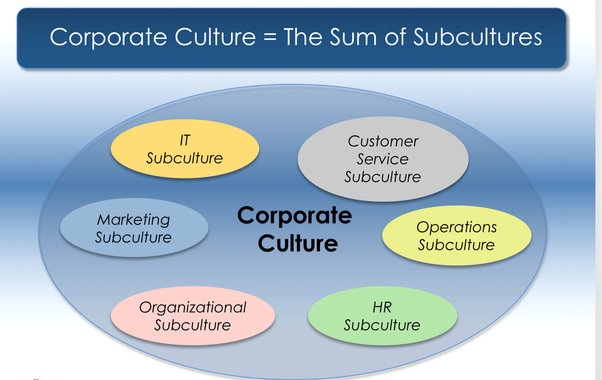 Corporate Culture = The Sum of Subcultures
IT
Subculture
Customer
Service
Subculture
Marketing
Subculture
Corporate
Culture
Operations
Subculture
Organizational
Subculture
HR
Subculture